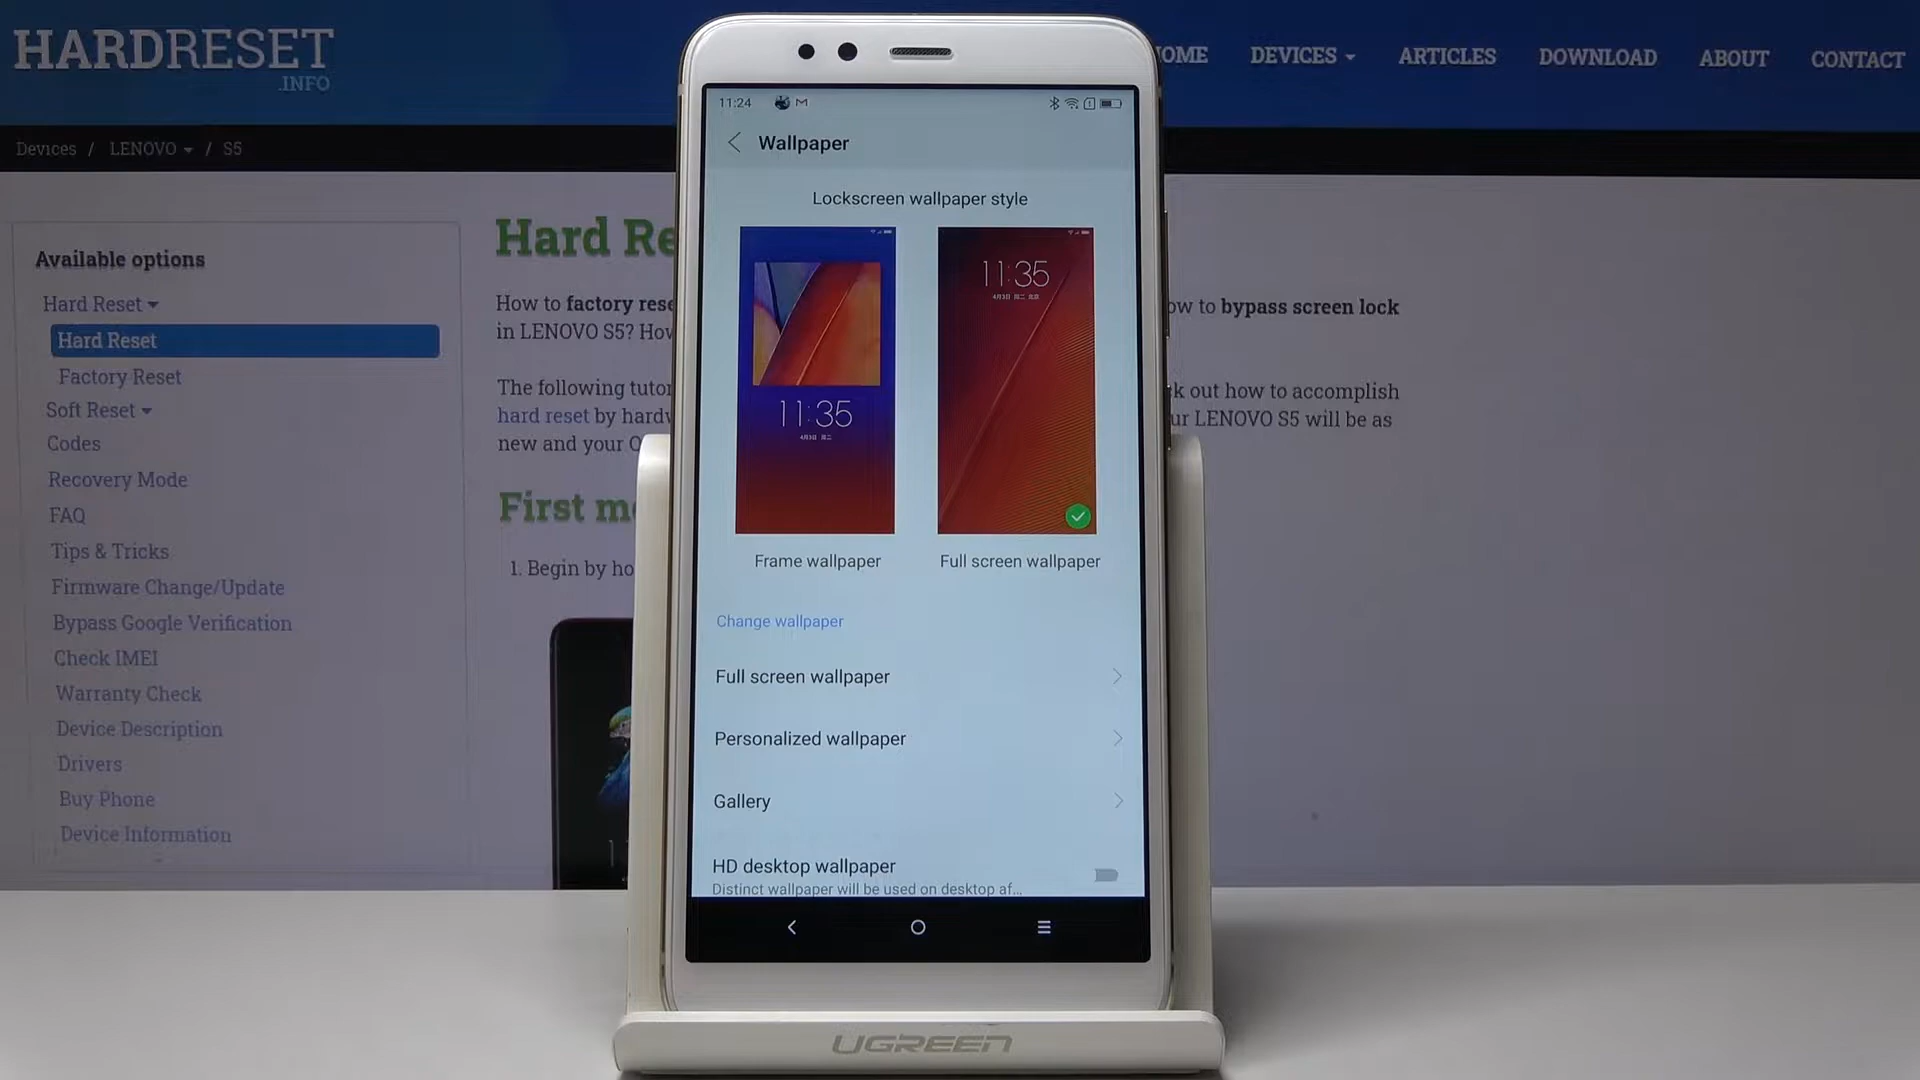 HARDRESET
.INFO
OME DEVICES ARTICLES DOWNLOAD ABOUT CONTACT
Devices / LENOVO / S5
Available options
Hard Reset
Hard Reset
Factory Reset
Soft Reset
Codes
Recovery Mode
FAQ
Tips & Tricks
Firmware Change/Update
Bypass Google Verification
Check IMEI
Warranty Check
Device Description
Drivers
Buy Phone
Device Information
Hard Re
How to factory rese
ow to bypass screen lock
in LENOVO S5? How
The following tutor
k out how to accomplish
hard reset by hardw
ur LENOVO S5 will be as
new and your O
First me
1. Begin by ho
11:24
Wallpaper
Lockscreen wallpaper style
11:35
11:35
Frame wallpaper
Full screen wallpaper
Change wallpaper
Full screen wallpaper
Personalized wallpaper
Gallery
HD desktop wallpaper
Distinct wallpaper will be used on desktop af...
UGREEN